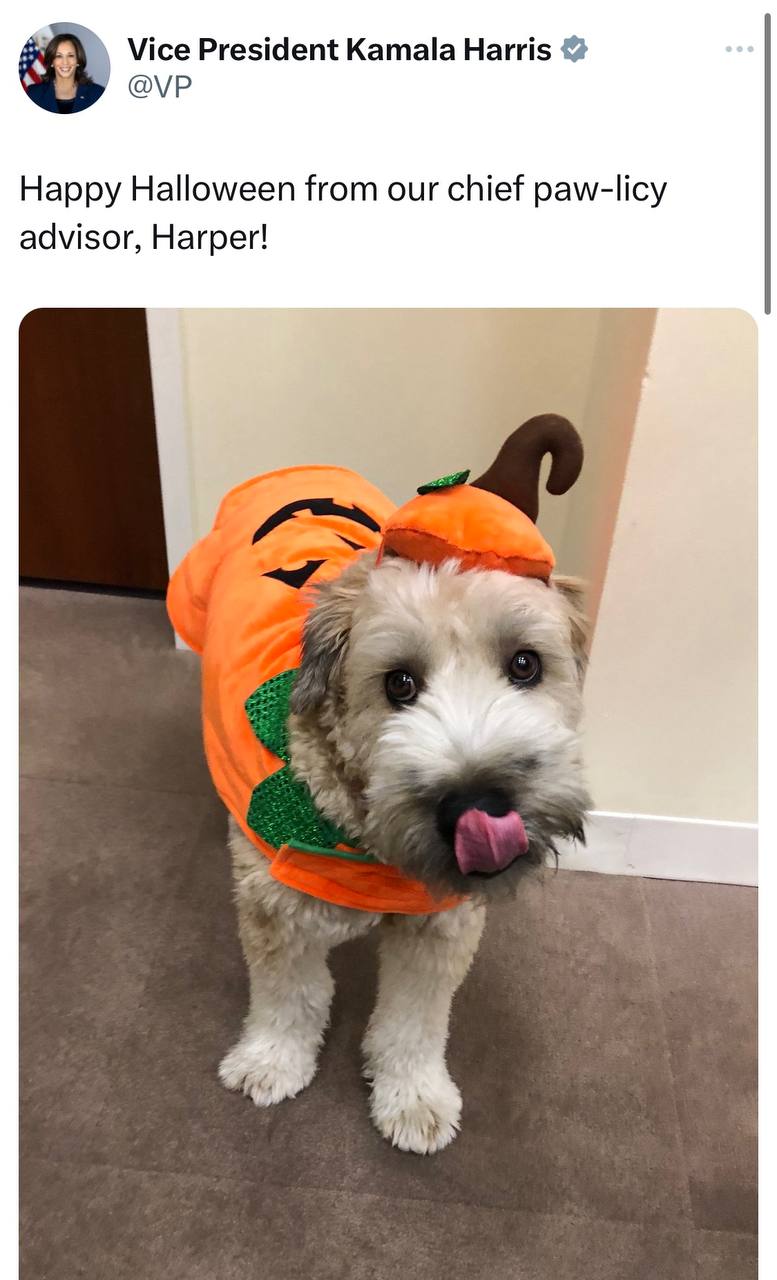 Vice President Kamala Harris
@VP
Happy Halloween from our chief paw-licy
advisor, Harper!